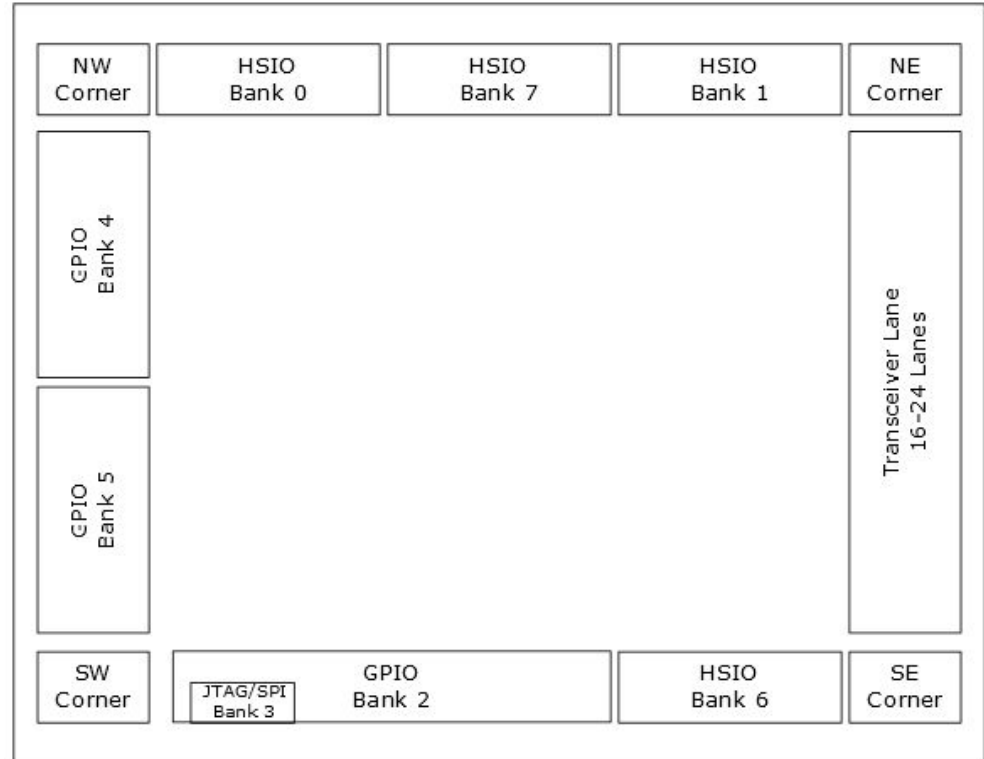 NW
Corner
HSIO
Bank 0
HSIO
Bank 7
HSIO
Bank 1
NE
Corner
GPIO
Bank 4
GPIO
Bank 5
Transceiver Lane
16-24 Lanes
SW
Corner
GPIO
Bank 2
JTAG/SPI
Bank 3
HSIO
Bank 6
SE
Corner